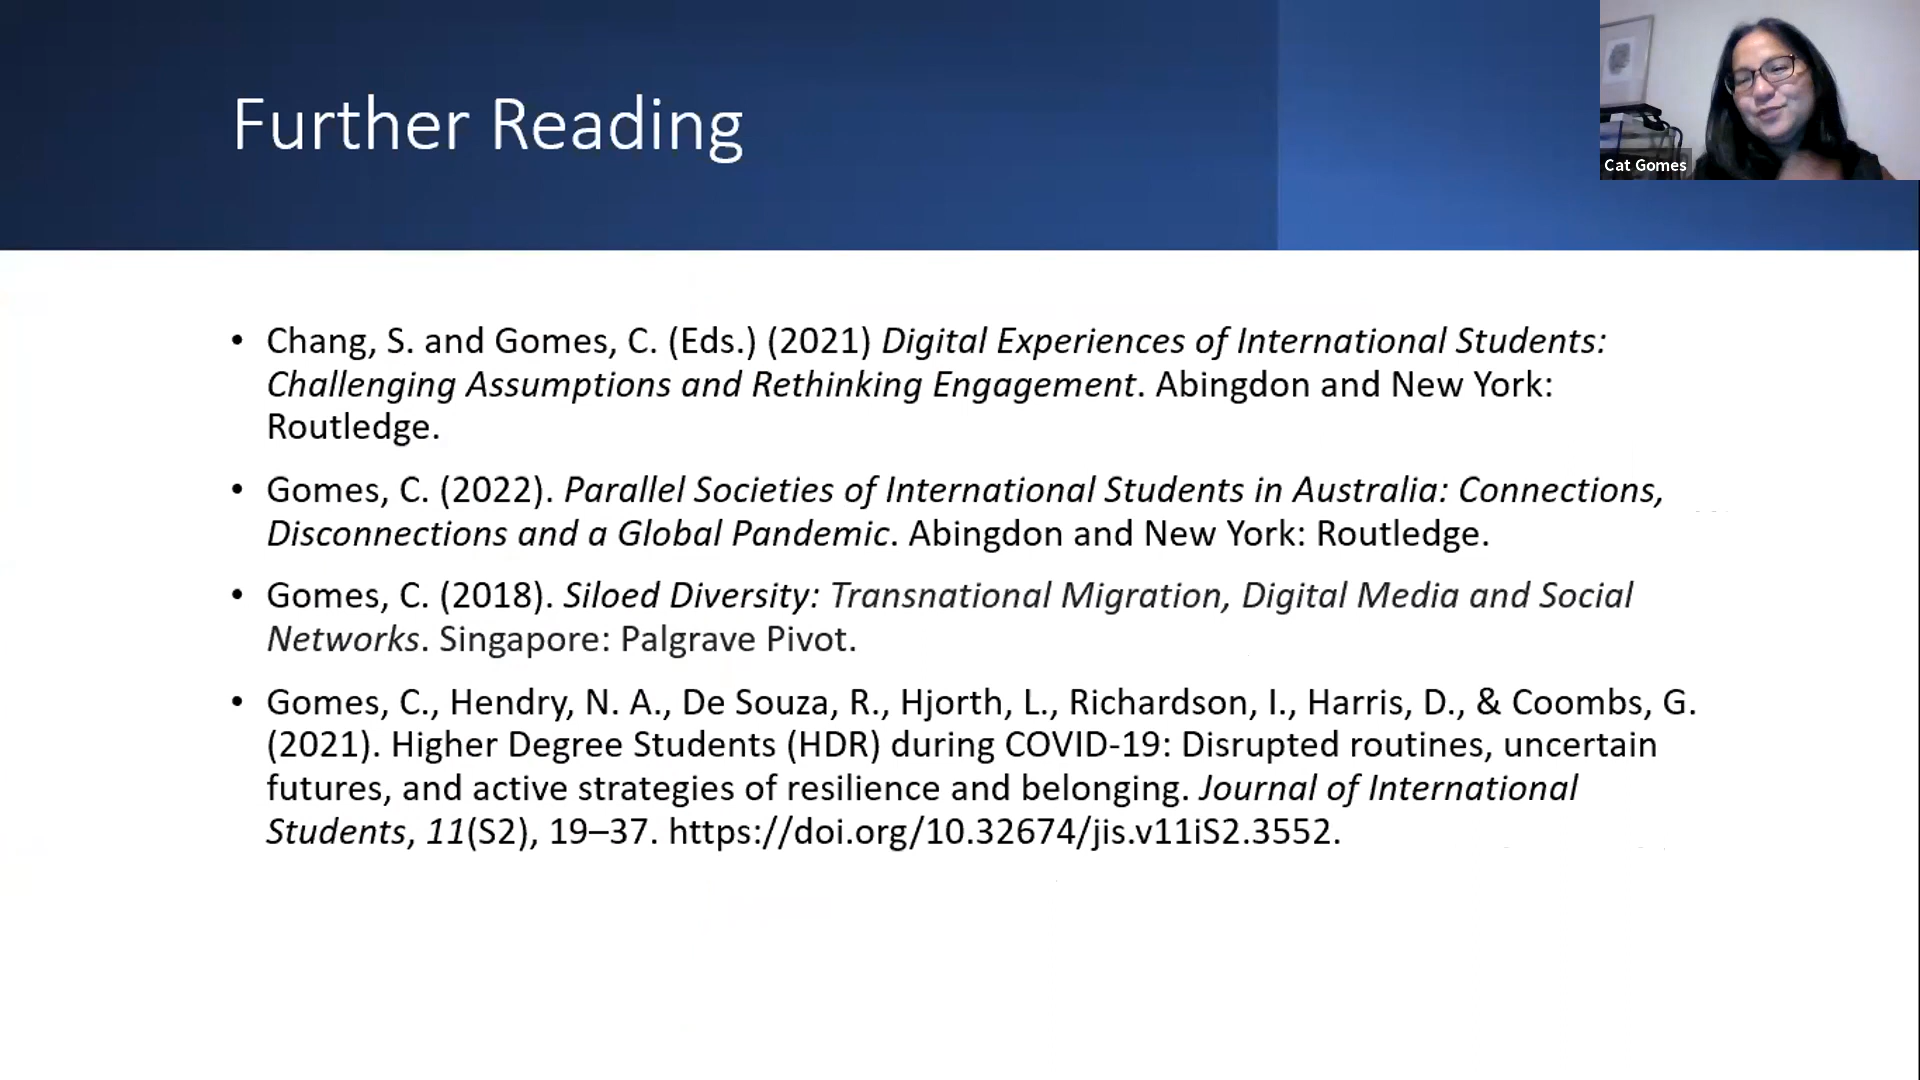 Further Reading
Cat Gomes
• Chang, S. and Gomes, C. (Eds.) (2021) Digital Experiences of International Students:
Challenging Assumptions and Rethinking Engagement. Abingdon and New York:
Routledge.
• Gomes, C. (2022). Parallel Societies of International Students in Australia: Connections,
Disconnections and a Global Pandemic. Abingdon and New York: Routledge.
• Gomes, C. (2018). Siloed Diversity: Transnational Migration, Digital Media and Social
Networks. Singapore: Palgrave Pivot.
• Gomes, C., Hendry, N. A., De Souza, R., Hjorth, L., Richardson, I., Harris, D., & Coombs, G.
(2021). Higher Degree Students (HDR) during COVID-19: Disrupted routines, uncertain
futures, and active strategies of resilience and belonging. Journal of International
Students, 11(S2), 19–37. https://doi.org/10.32674/jis.v11iS2.3552.